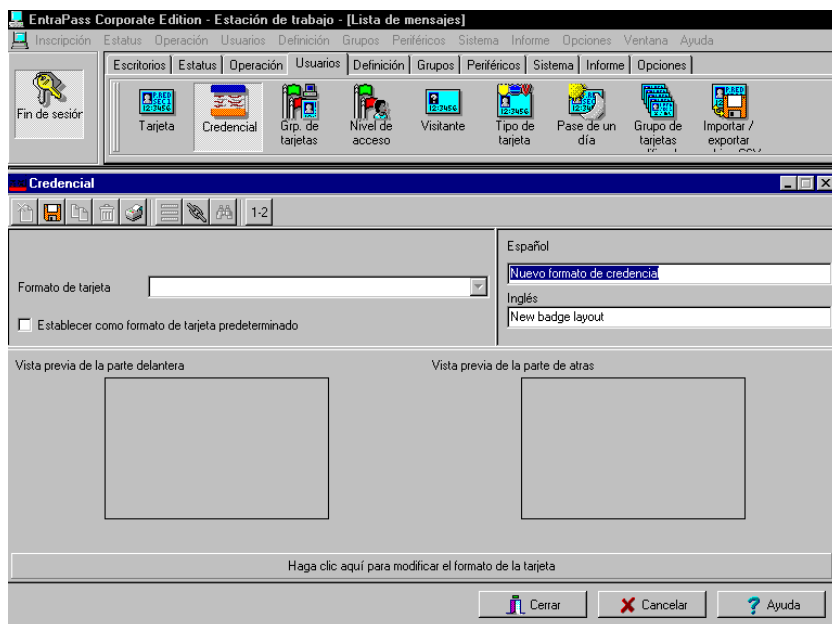 EntraPass Corporate Edition - Estación de trabajo - [Lista de mensajes]
Inscripción Estatus Operación Usuarios Definición Grupos Periféricos Sistema Informe Opciones Ventana Ayuda
Escritorios Estatus Operación Usuarios Definición Grupos Periféricos Sistema Informe Opciones
Fin de sesión
Tarjeta
Credencial
Grp. de
tarjetas
Nivel de
acceso
Visitante
Tipo de
tarjeta
Pase de un
día
Grupo de
tarjetas
Importar /
exportar
Credencial
1-2
Formato de tarjeta
Establecer como formato de tarjeta predeterminado
Español
Nuevo formato de credencial
Inglés
New badge layout
Vista previa de la parte delantera
Vista previa de la parte de atras
Haga clic aquí para modificar el formato de la tarjeta
Cerrar
Cancelar
Ayuda